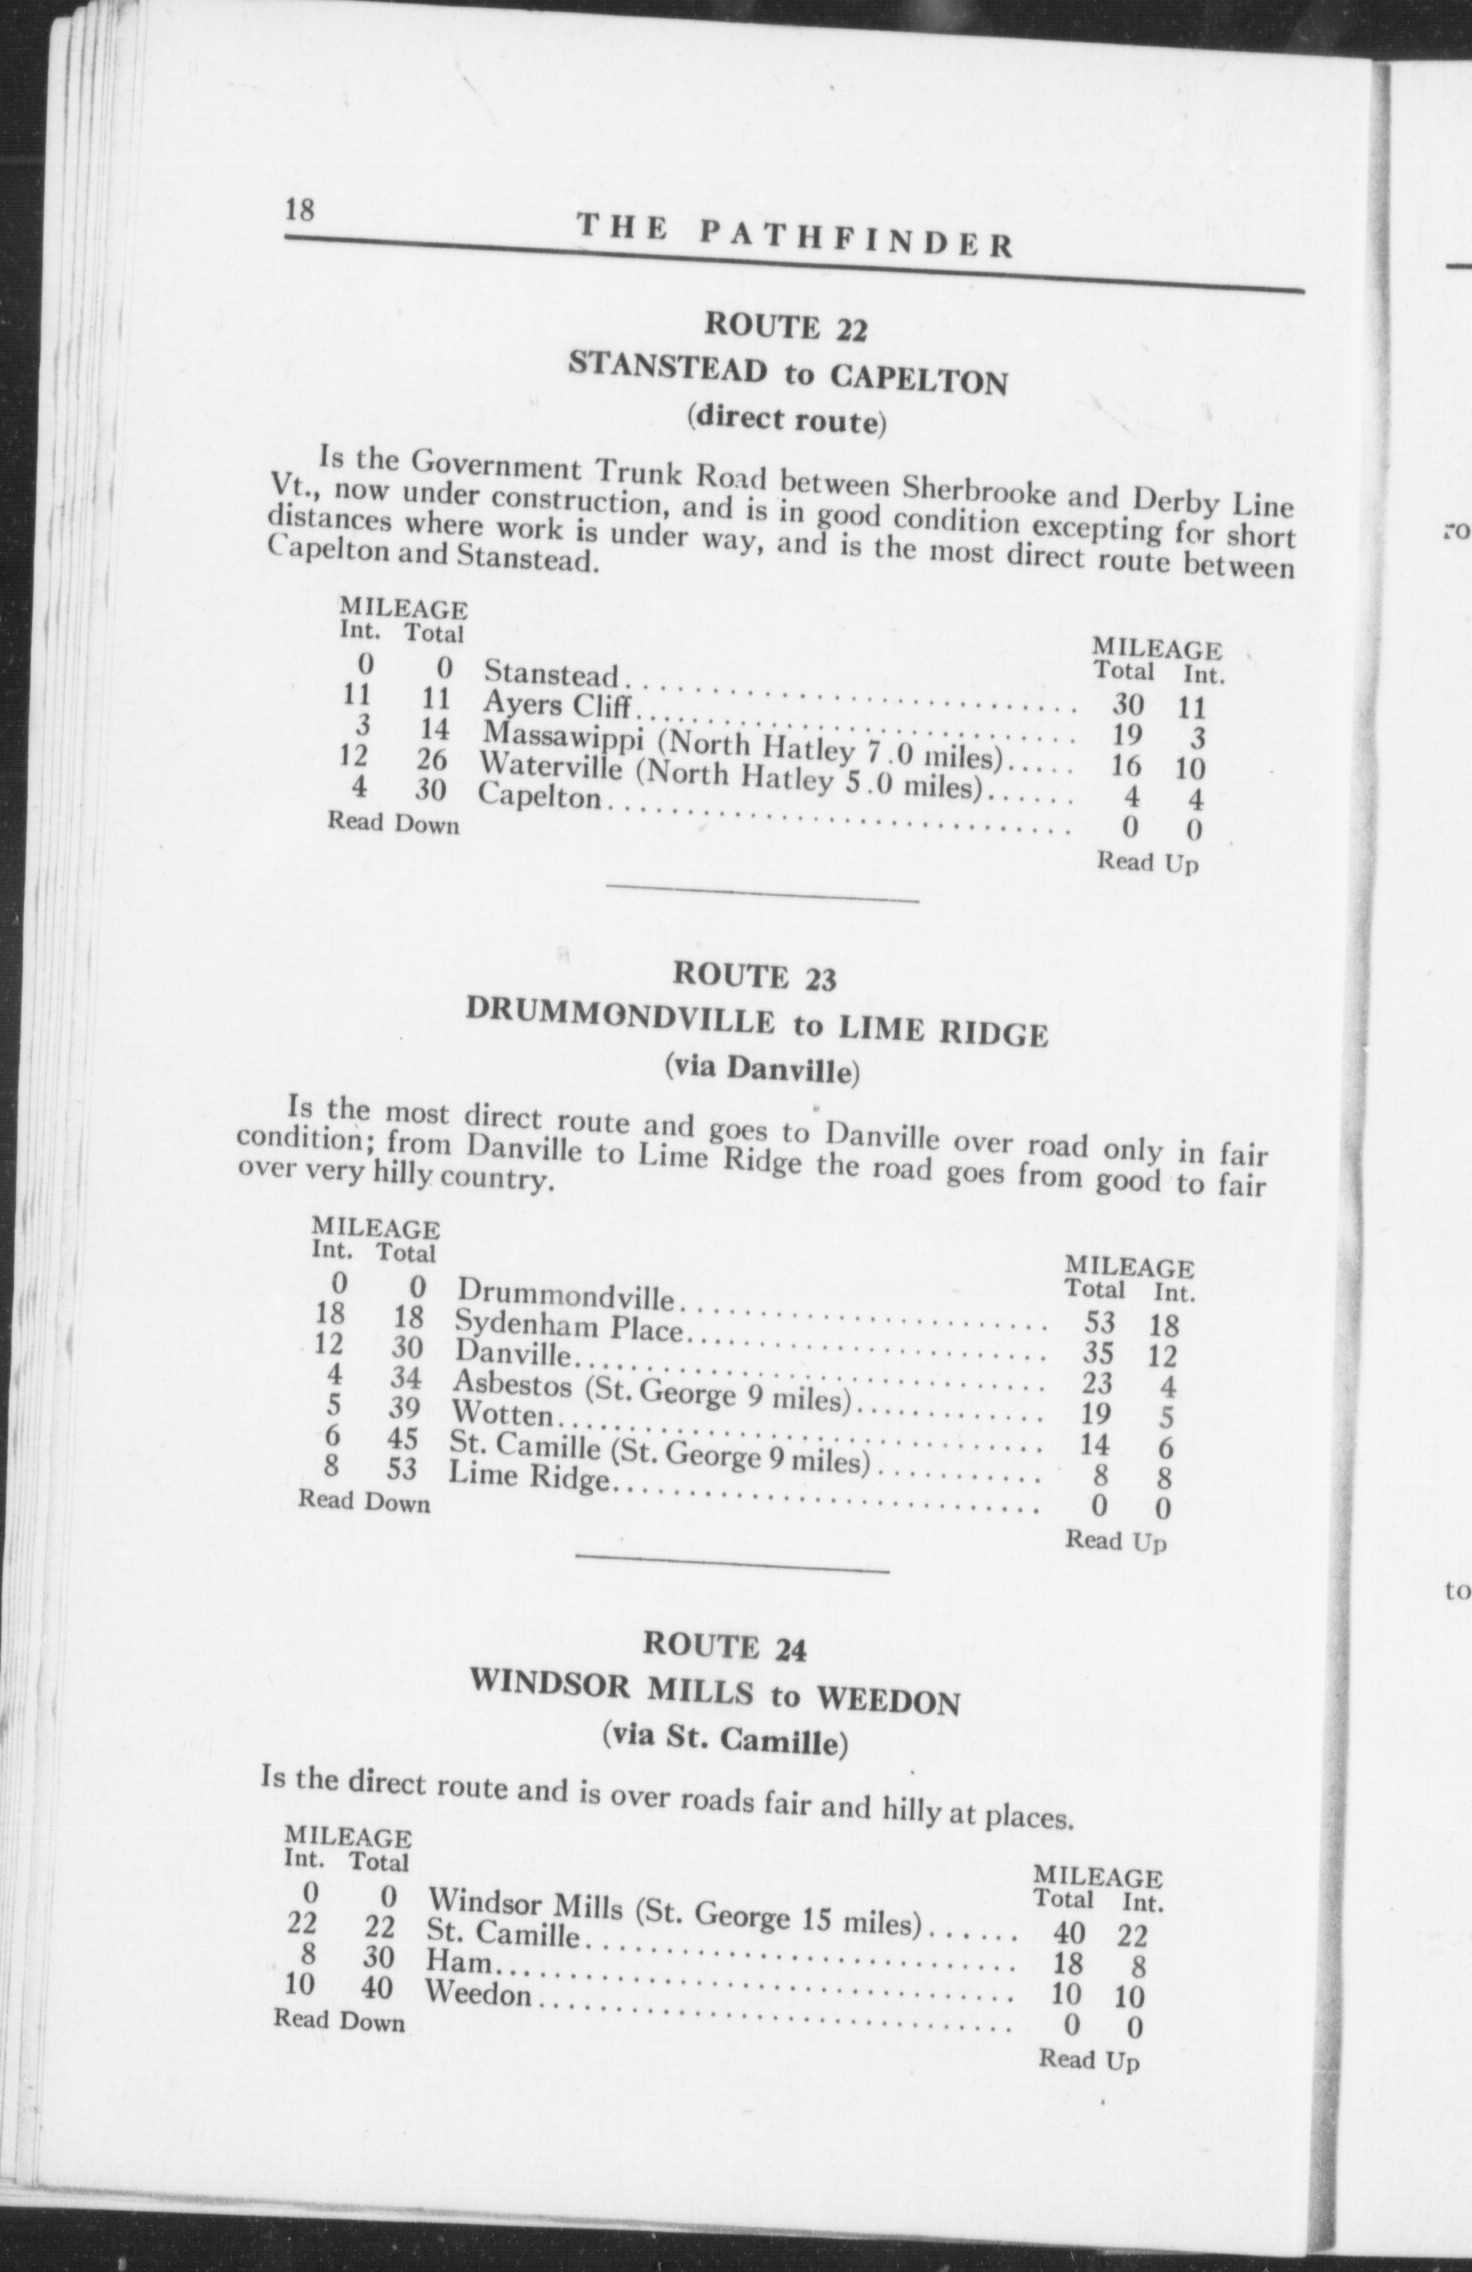 18
THE PATHFINDER
ROUTE 22
STANSTEAD to CAPELTON
(direct route)
Is the Government Trunk Road between Sherbrooke and Derby Line
Vt., now under construction, and is in good condition excepting for short
distances where work is under way, and is the most direct route between
Capelton and Stanstead.
MILEAGE MILEAGE
Int. Total Total Int.
0 0 Stanstead 30 11
11 11 Ayers Cliff 19 3
3 14 Massawippi (North Hatley 7.0 miles) 16 10
12 26 Waterville (North Hatley 5.0 miles) 4 4
4 30 Capelton 0 0
Read Down Read Up
ROUTE 23
DRUMMONDVILLE to LIME RIDGE
(via Danville)
Is the most direct route and goes to Danville over road only in fair
condition; from Danville to Lime Ridge the road goes from good to fair
over very hilly country.
MILEAGE MILEAGE
Int. Total Total Int.
0 0 Drummondville 53 18
18 18 Sydenham Place 35 12
12 30 Danville 23 4
4 34 Asbestos (St. George 9 miles) 19 5
5 39 Wotten 14 6
6 45 St. Camille (St. George 9 miles) 8 8
8 53 Lime Ridge 0 0
Read Down Read Up
ROUTE 24
WINDSOR MILLS to WEEDON
(via St. Camille)
Is the direct route and is over roads fair and hilly at places.
MILEAGE MILEAGE
Int. Total Total Int.
0 0 Windsor Mills (St. George 15 miles) 40 22
22 22 St. Camille 18 8
8 30 Ham 10 10
10 40 Weedon 0 0
Read Down Read Up
ro
to